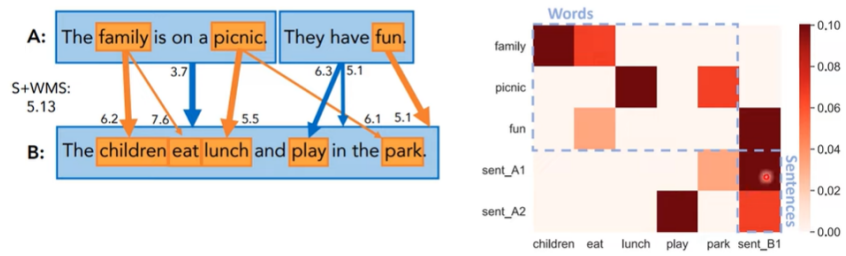 A: The family is on a picnic. They have fun.
S+WMS:
5.13
3.7
6.3
5.1
6.2
7.6
5.5
6.1
5.1
B: The children eat lunch and play in the park.
Words
family
picnic
fun
sent_A1
sent_A2
Sentences
children eat lunch play park sent_B1
0.10
0.08
0.06
0.04
0.02
0.00